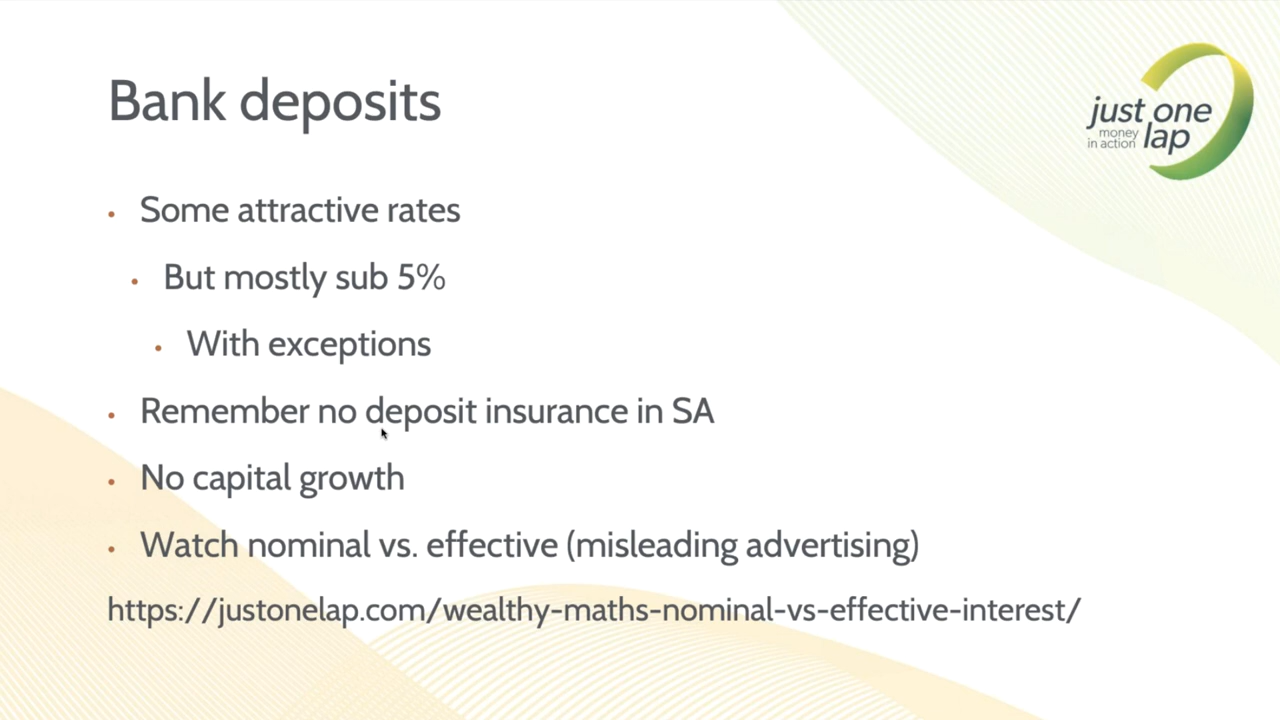 Bank deposits
just one
money
in action lap
• Some attractive rates
• But mostly sub 5%
• With exceptions
• Remember no deposit insurance in SA
• No capital growth
• Watch nominal vs. effective (misleading advertising)
https://justonelap.com/wealthy-maths-nominal-vs-effective-interest/